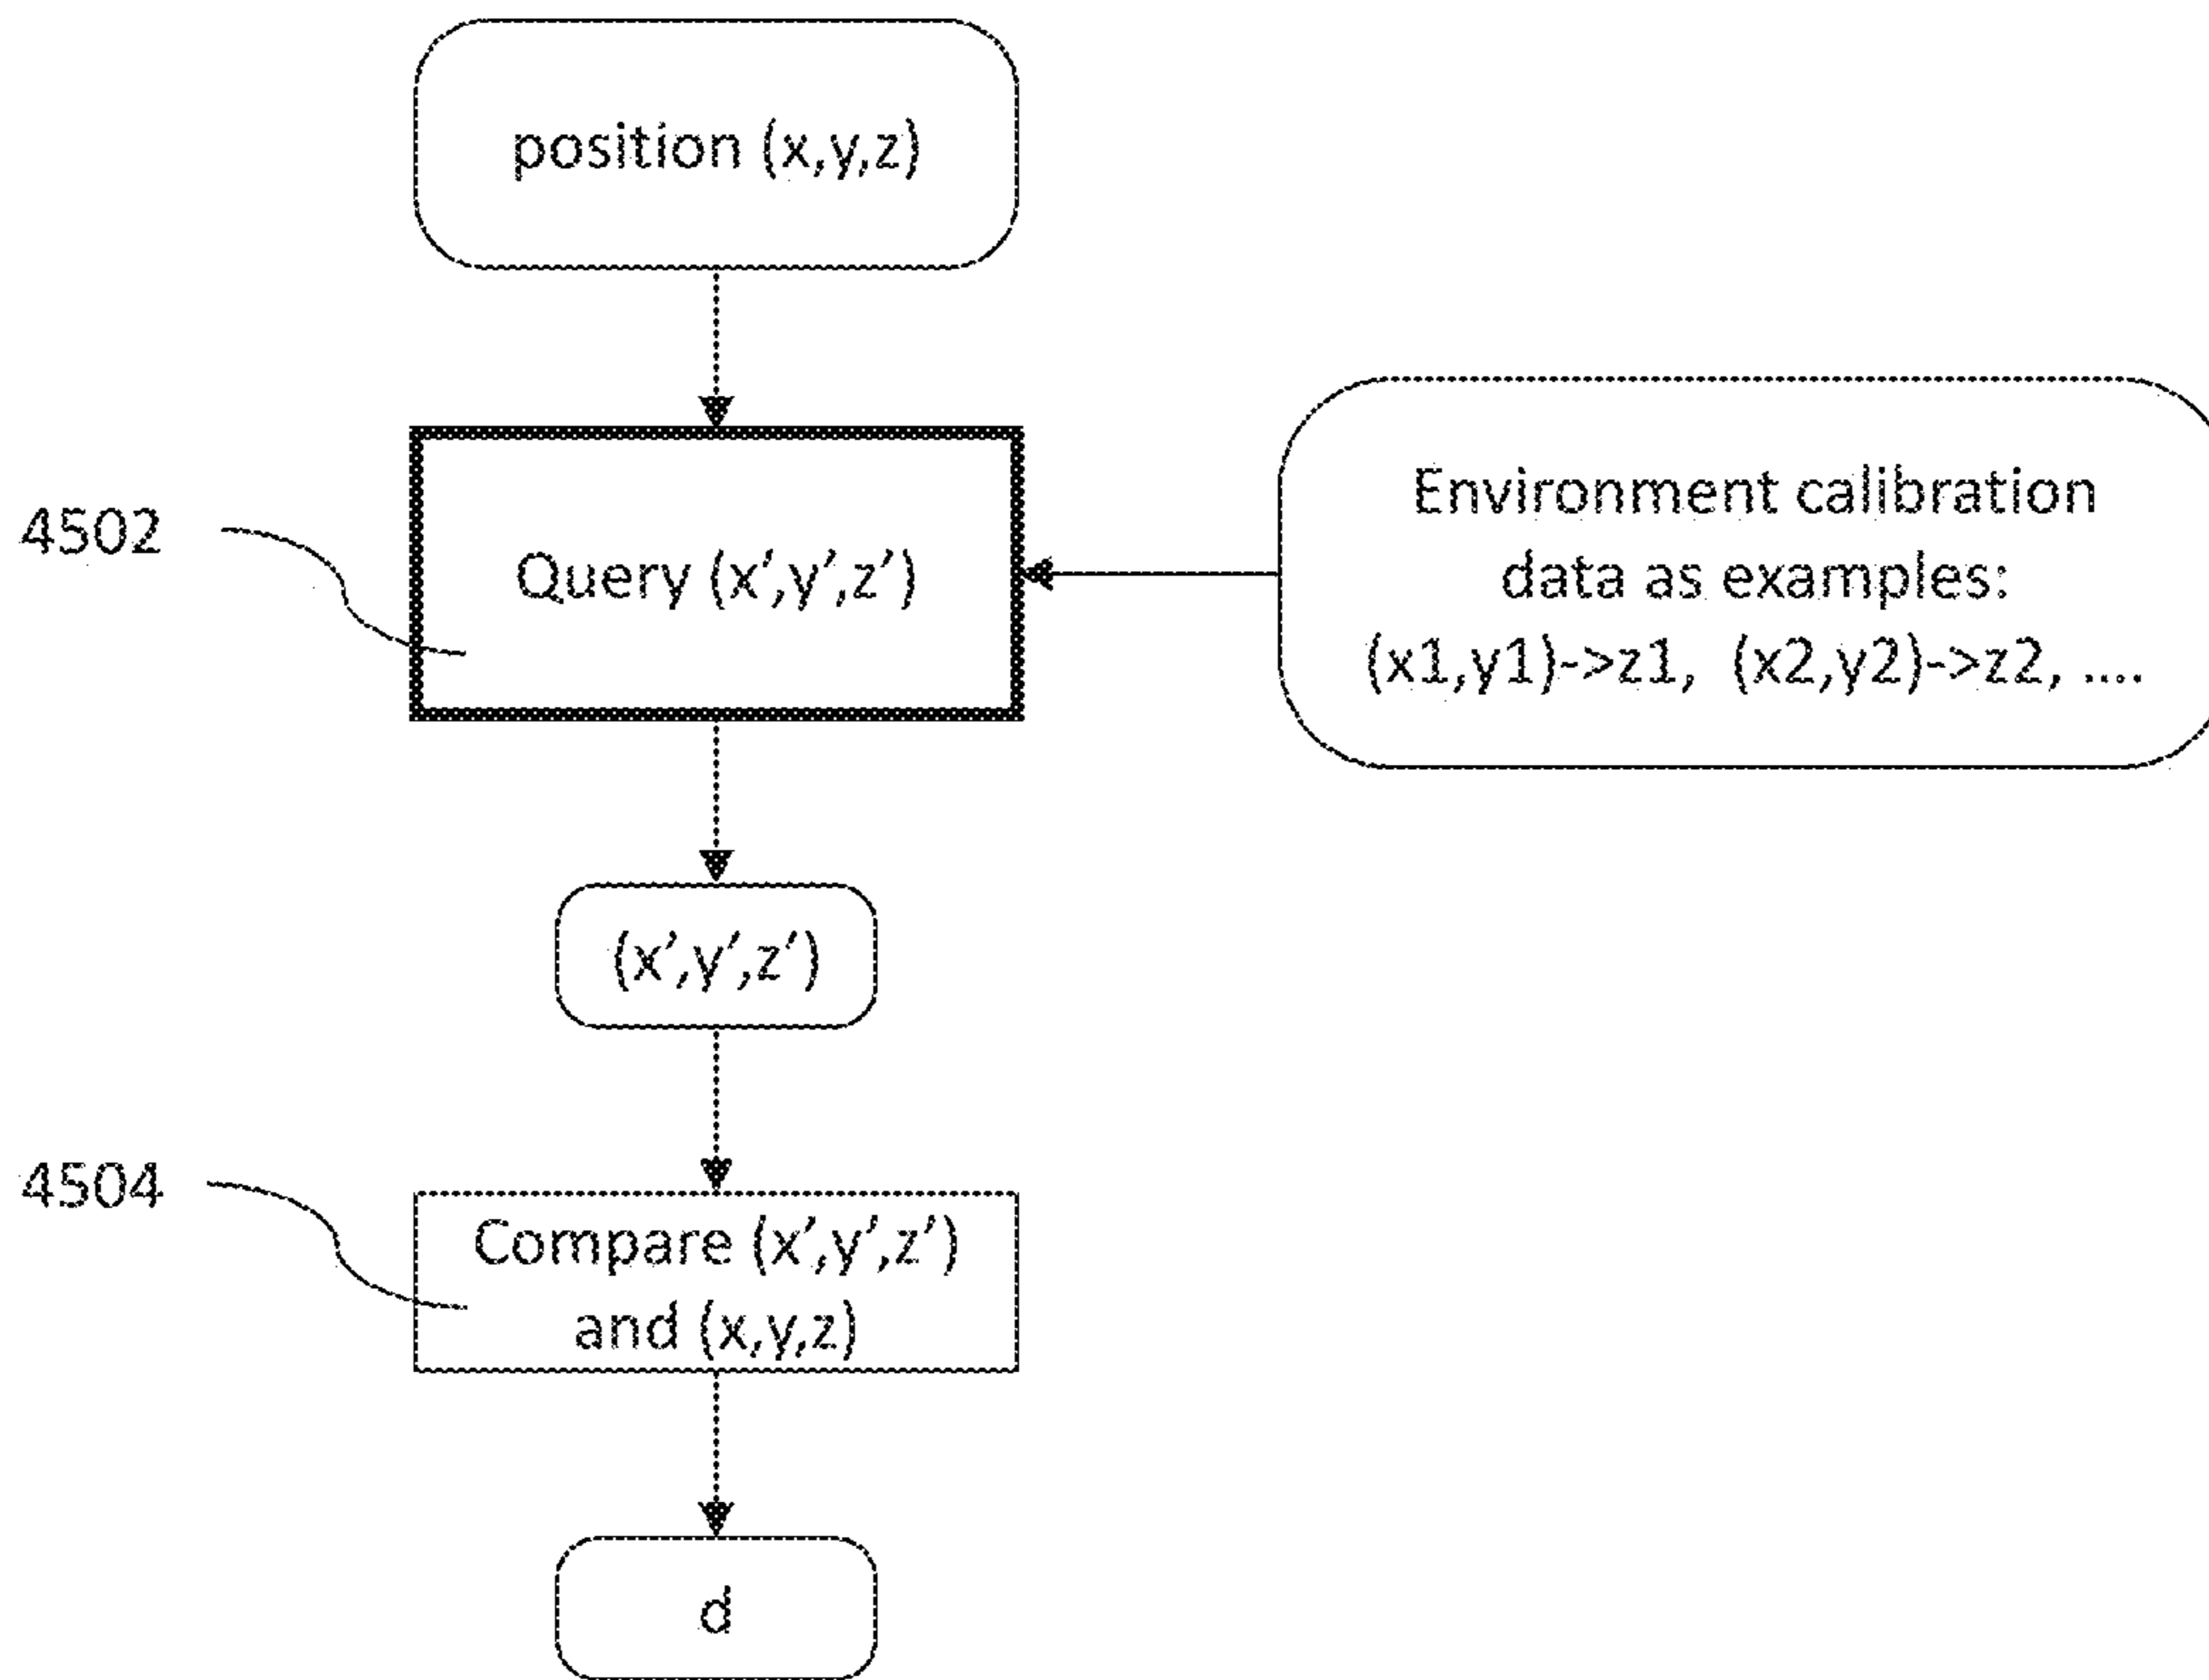 position (x,y,z)
4502
Query (x′,y′,z′)
Environment calibration
data as examples:
(x1,y1)->z1, (x2,y2)->z2, ....
(x′,y′,z′)
4504
Compare (x′,y′,z′)
and (x,y,z)
d